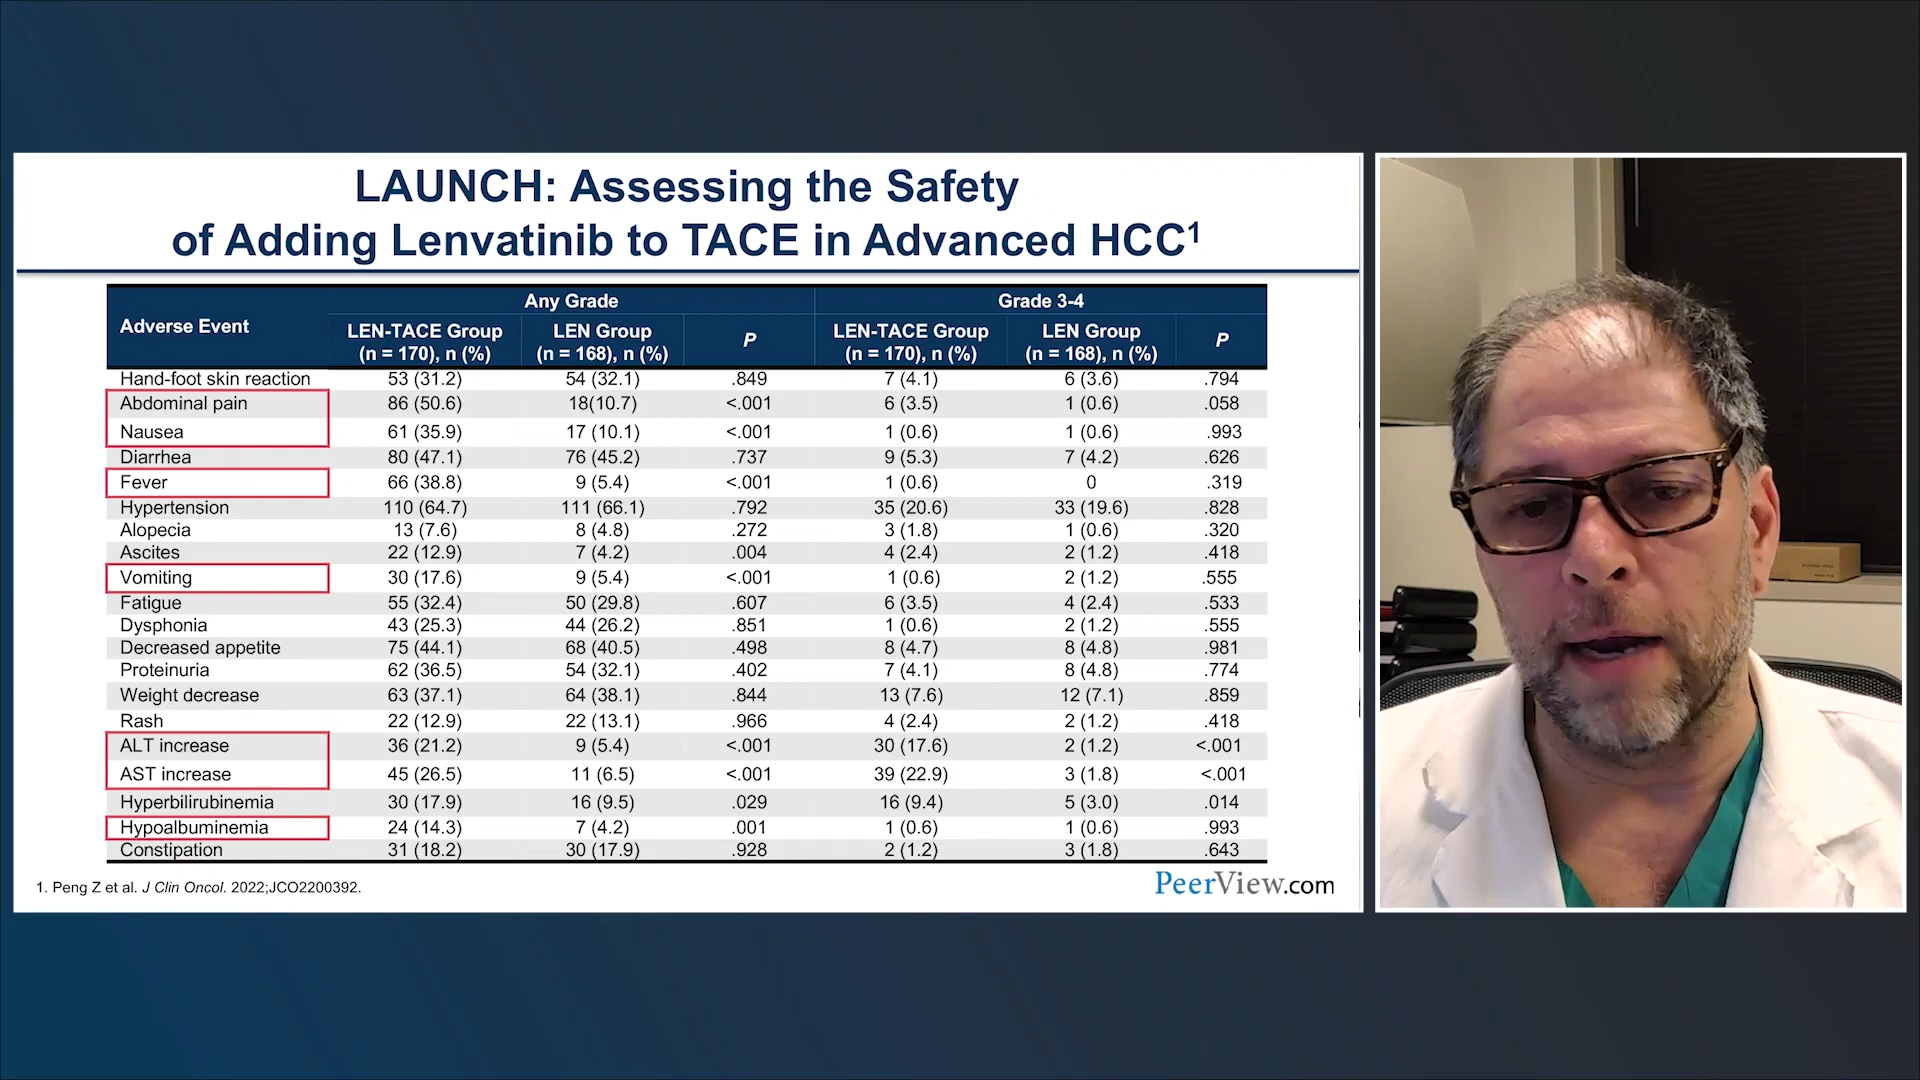 LAUNCH: Assessing the Safety
of Adding Lenvatinib to TACE in Advanced HCC1
Adverse Event Any Grade Grade 3-4
LEN-TACE Group (n = 170), n (%) LEN Group (n = 168), n (%) P LEN-TACE Group (n = 170), n (%) LEN Group (n = 168), n (%) P
Hand-foot skin reaction 53 (31.2) 54 (32.1) .849 7 (4.1) 6 (3.6) .794
Abdominal pain 86 (50.6) 18(10.7) <.001 6 (3.5) 1 (0.6) .058
Nausea 61 (35.9) 17 (10.1) <.001 1 (0.6) 1 (0.6) .993
Diarrhea 80 (47.1) 76 (45.2) .737 9 (5.3) 7 (4.2) .626
Fever 66 (38.8) 9 (5.4) <.001 1 (0.6) 0 .319
Hypertension 110 (64.7) 111 (66.1) .792 35 (20.6) 33 (19.6) .828
Alopecia 13 (7.6) 8 (4.8) .272 3 (1.8) 1 (0.6) .320
Ascites 22 (12.9) 7 (4.2) .004 4 (2.4) 2 (1.2) .418
Vomiting 30 (17.6) 9 (5.4) <.001 1 (0.6) 2 (1.2) .555
Fatigue 55 (32.4) 50 (29.8) .607 6 (3.5) 4 (2.4) .533
Dysphonia 43 (25.3) 44 (26.2) .851 1 (0.6) 2 (1.2) .555
Decreased appetite 75 (44.1) 68 (40.5) .498 8 (4.7) 8 (4.8) .981
Proteinuria 62 (36.5) 54 (32.1) .402 7 (4.1) 8 (4.8) .774
Weight decrease 63 (37.1) 64 (38.1) .844 13 (7.6) 12 (7.1) .859
Rash 22 (12.9) 22 (13.1) .966 4 (2.4) 2 (1.2) .418
ALT increase 36 (21.2) 9 (5.4) <.001 30 (17.6) 2 (1.2) <.001
AST increase 45 (26.5) 11 (6.5) <.001 39 (22.9) 3 (1.8) <.001
Hyperbilirubinemia 30 (17.9) 16 (9.5) .029 16 (9.4) 5 (3.0) .014
Hypoalbuminemia 24 (14.3) 7 (4.2) .001 1 (0.6) 1 (0.6) .993
Constipation 31 (18.2) 30 (17.9) .928 2 (1.2) 3 (1.8) .643
1. Peng Z et al. J Clin Oncol. 2022;JCO2200392.
PeerView.com